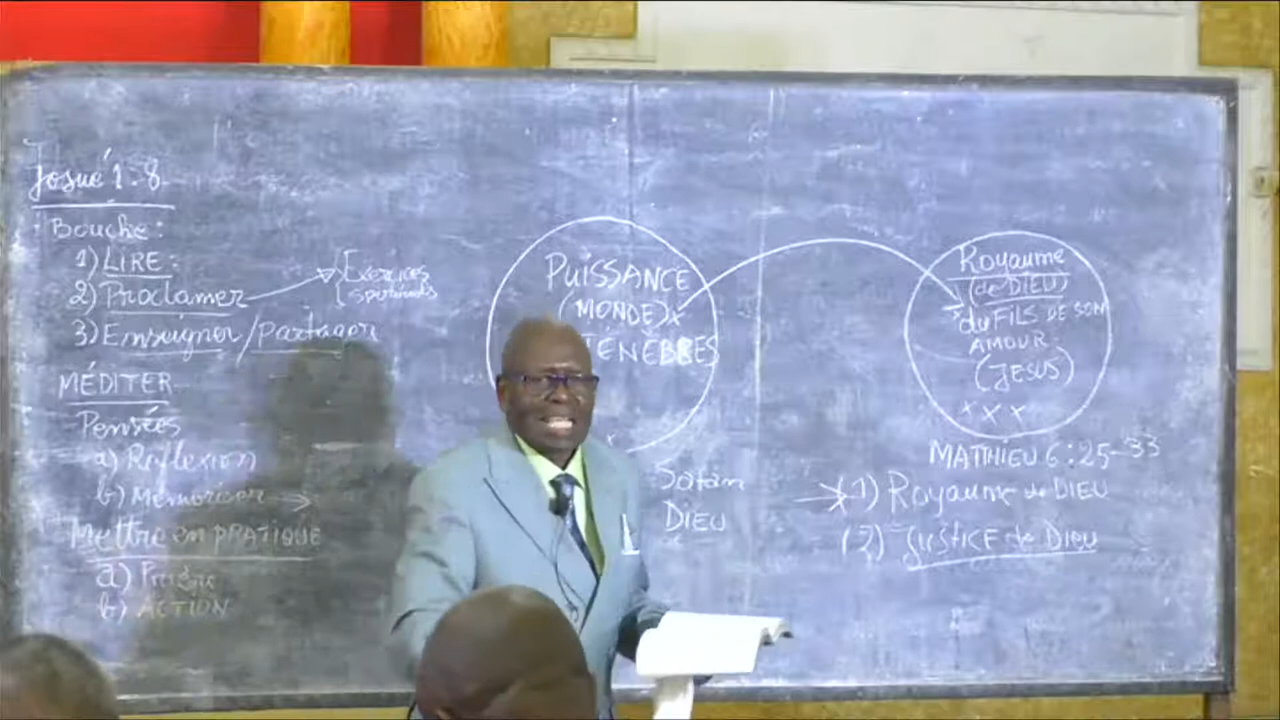 Josué 1-8
Bouche:
1) LIRE:
2) Proclamer
Exercices
spirituels
3) Enseigner/partager
MÉDITER
Pensées
a) Réflexion
b) Mémoriser
Mettre en PRATIQUE
a) Prière
b) ACTION
PUISSANCE
(MONDE) x
TÉNÈBRES
x
Satan
DIEU
Royaume
(de DIEU)
x du FILS DE SON
AMOUR:
(JESUS)
x x x
MATTHIEU 6:25-33
1) Royaume de DIEU
(2) JUSTICE de Dieu